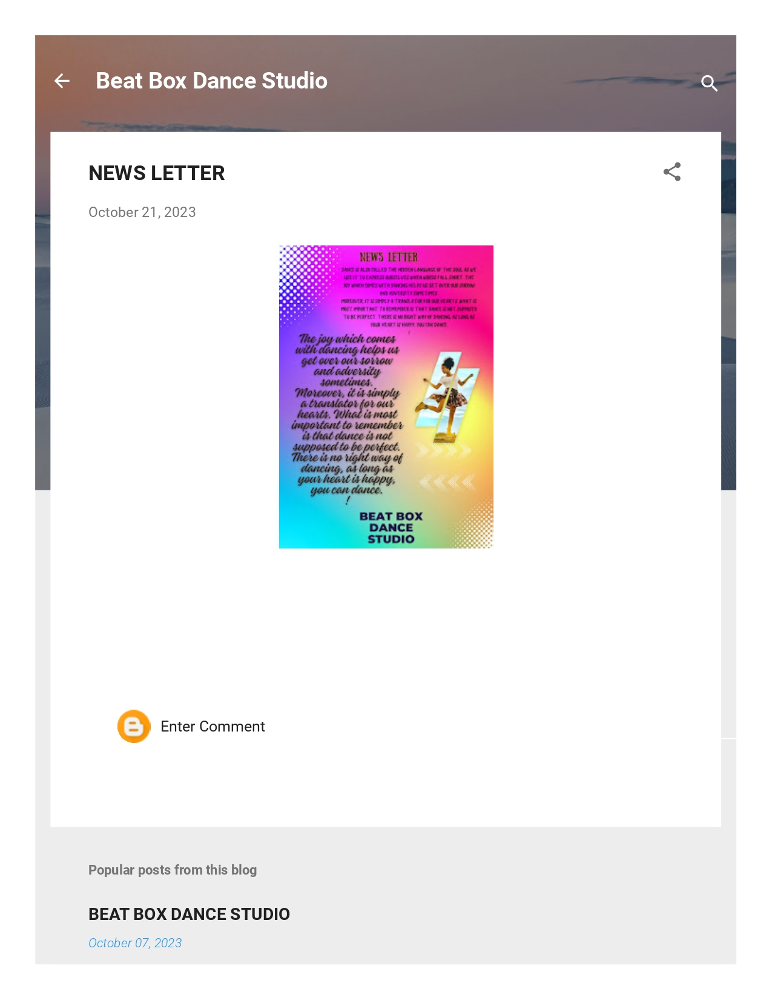 Beat Box Dance Studio
NEWS LETTER
October 21, 2023
NEWS LETTER
DANCE IS ALSO CALLED THE HIDDEN LANGUAGE OF THE SOUL, AS WE
USE IT TO EXPRESS OURSELVES WHEN WORDS FALL SHORT. THE
JOY WHICH COMES WITH DANCING HELPS US GET OVER OUR SORROW
AND ADVERSITY SOMETIMES.
MOREOVER, IT IS SIMPLY A TRANSLATOR FOR OUR HEARTS. WHAT IS
MOST IMPORTANT TO REMEMBER IS THAT DANCE IS NOT SUPPOSED
TO BE PERFECT. THERE IS NO RIGHT WAY OF DANCING, AS LONG AS
YOUR HEART IS HAPPY, YOU CAN DANCE.
!
The joy which comes
with dancing helps us
get over our sorrow
and adversity
sometimes.
Moreover, it is simply
a translator for our
hearts. What is most
important to remember
is that dance is not
supposed to be perfect.
There is no right way of
dancing, as long as
your heart is happy,
you can dance.
!
BEAT BOX
DANCE
STUDIO
Enter Comment
Popular posts from this blog
BEAT BOX DANCE STUDIO
October 07, 2023